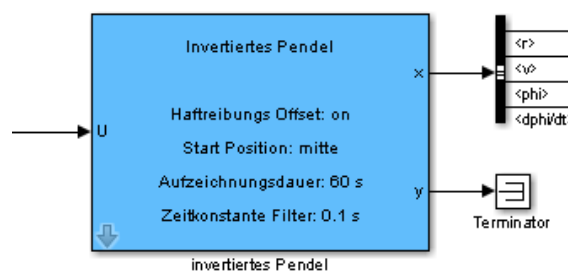 Invertiertes Pendel
x
U
Haftreibungs Offset: on
Start Position: mitte
Aufzeichnungsdauer: 60 s
Zeitkonstante Filter: 0.1 s
y
invertiertes Pendel
<r>
<v>
<phi>
<dphi/dt>
Terminator